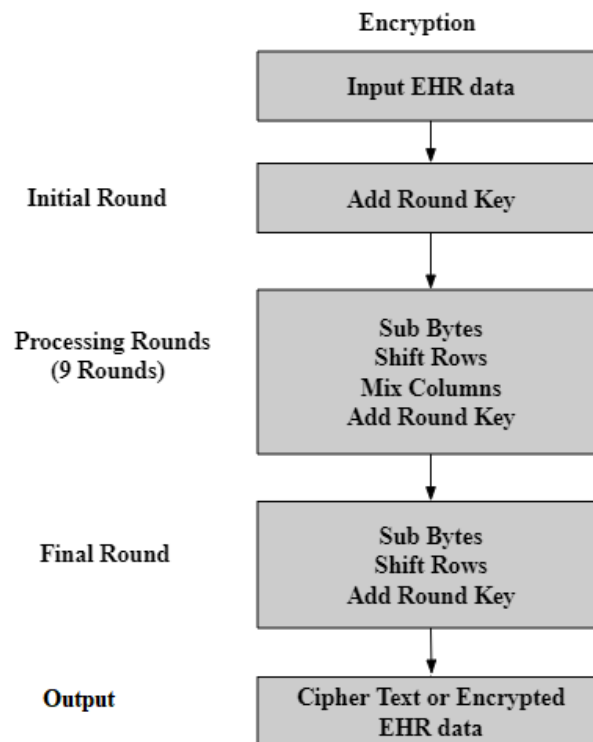 Encryption
Input EHR data
Initial Round
Add Round Key
Processing Rounds
(9 Rounds)
Sub Bytes
Shift Rows
Mix Columns
Add Round Key
Final Round
Sub Bytes
Shift Rows
Add Round Key
Output
Cipher Text or Encrypted
EHR data